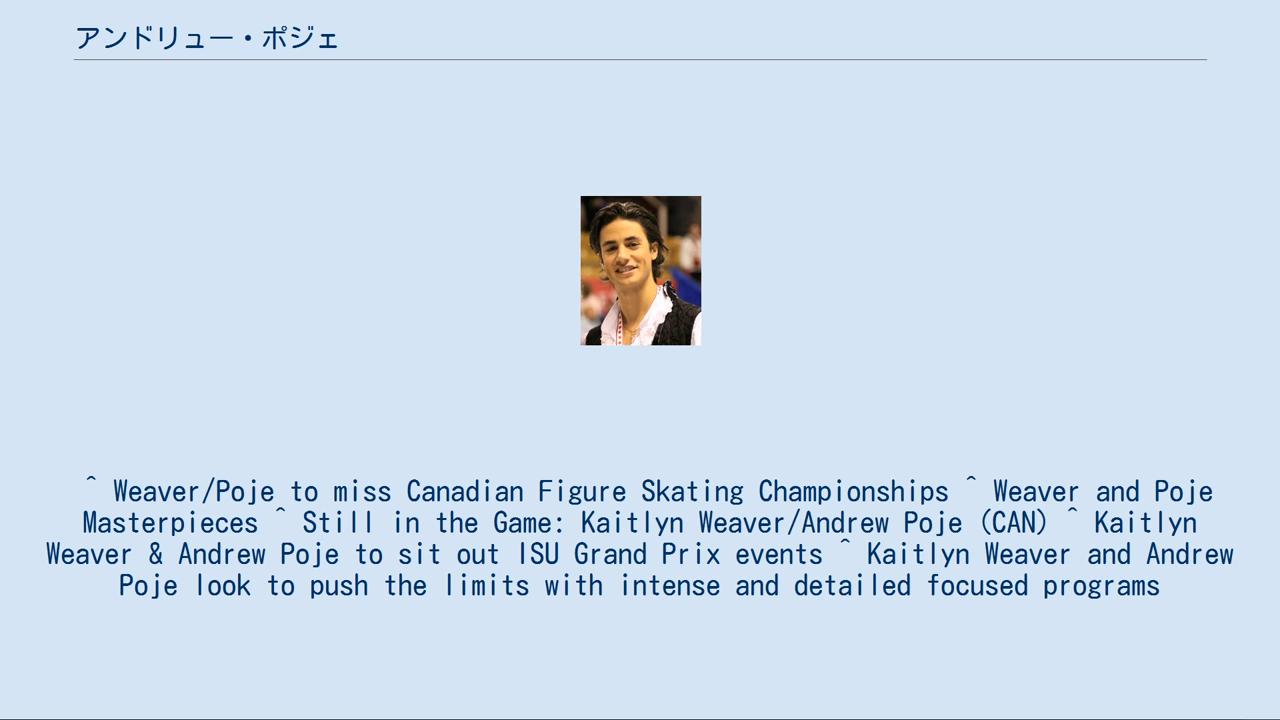 アンドリュー・ポジェ
^ Weaver/Poje to miss Canadian Figure Skating Championships ^ Weaver and Poje
Masterpieces ^ Still in the Game: Kaitlyn Weaver/Andrew Poje (CAN) ^ Kaitlyn
Weaver & Andrew Poje to sit out ISU Grand Prix events ^ Kaitlyn Weaver and Andrew
Poje look to push the limits with intense and detailed focused programs